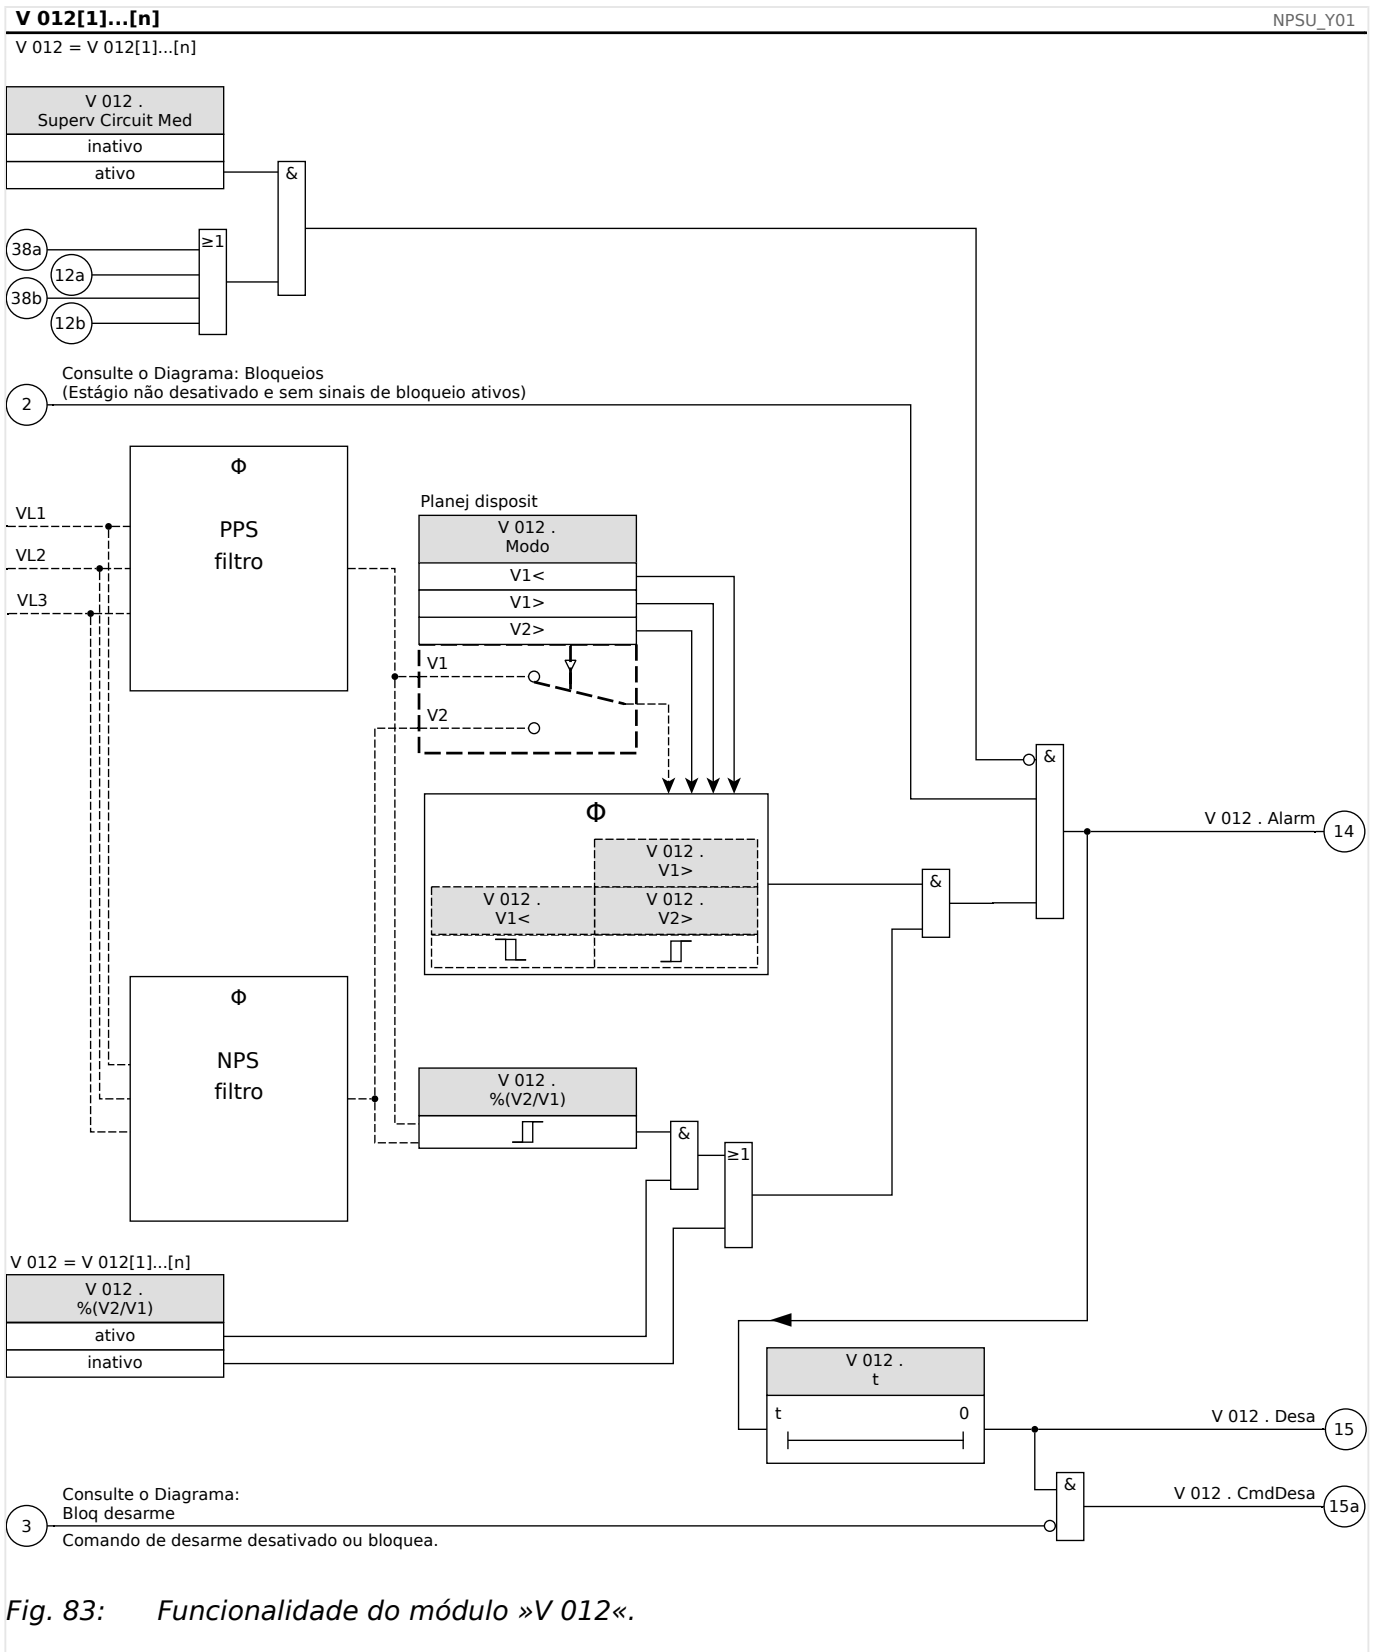 V 012[1]...[n]
NPSU_Y01
V 012 = V 012[1]...[n]
V 012 .
Superv Circuit Med
inativo
ativo
&
38a
≥1
12a
38b
12b
Consulte o Diagrama: Bloqueios
(Estágio não desativado e sem sinais de bloqueio ativos)
2
Φ
PPS
filtro
VL1
VL2
VL3
Planej disposit
V 012 .
Modo
V1<
V1>
V2>
V1
V2
&
V 012 . Alarm
14
Φ
V 012 .
V1>
V 012 .
V1<
V 012 .
V2>
&
Φ
NPS
filtro
V 012 .
%(V2/V1)
&
≥1
V 012 = V 012[1]...[n]
V 012 .
%(V2/V1)
ativo
inativo
V 012 .
t
t
0
V 012 . Desa
15
&
V 012 . CmdDesa
15a
Consulte o Diagrama:
Bloq desarme
3
Comando de desarme desativado ou bloquea.
Fig. 83: Funcionalidade do módulo »V 012«.